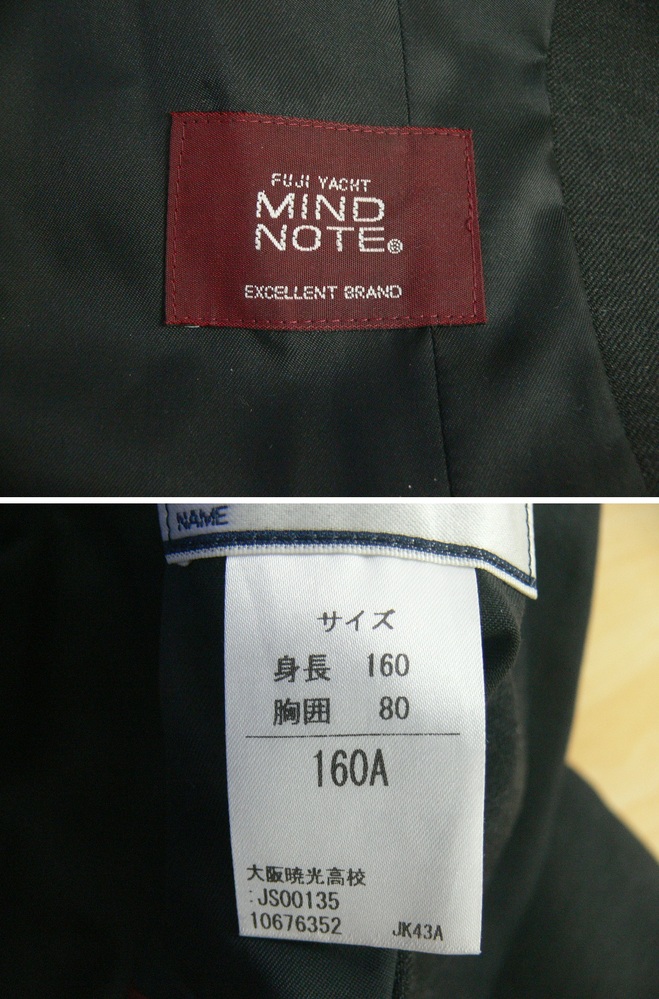 FUJI YACHT
MIND
NOTE®
EXCELLENT BRAND
NAME
サイズ
身長 160
胸囲 80
160A
大阪暁光高校
:JS00135
10676352 JK43A